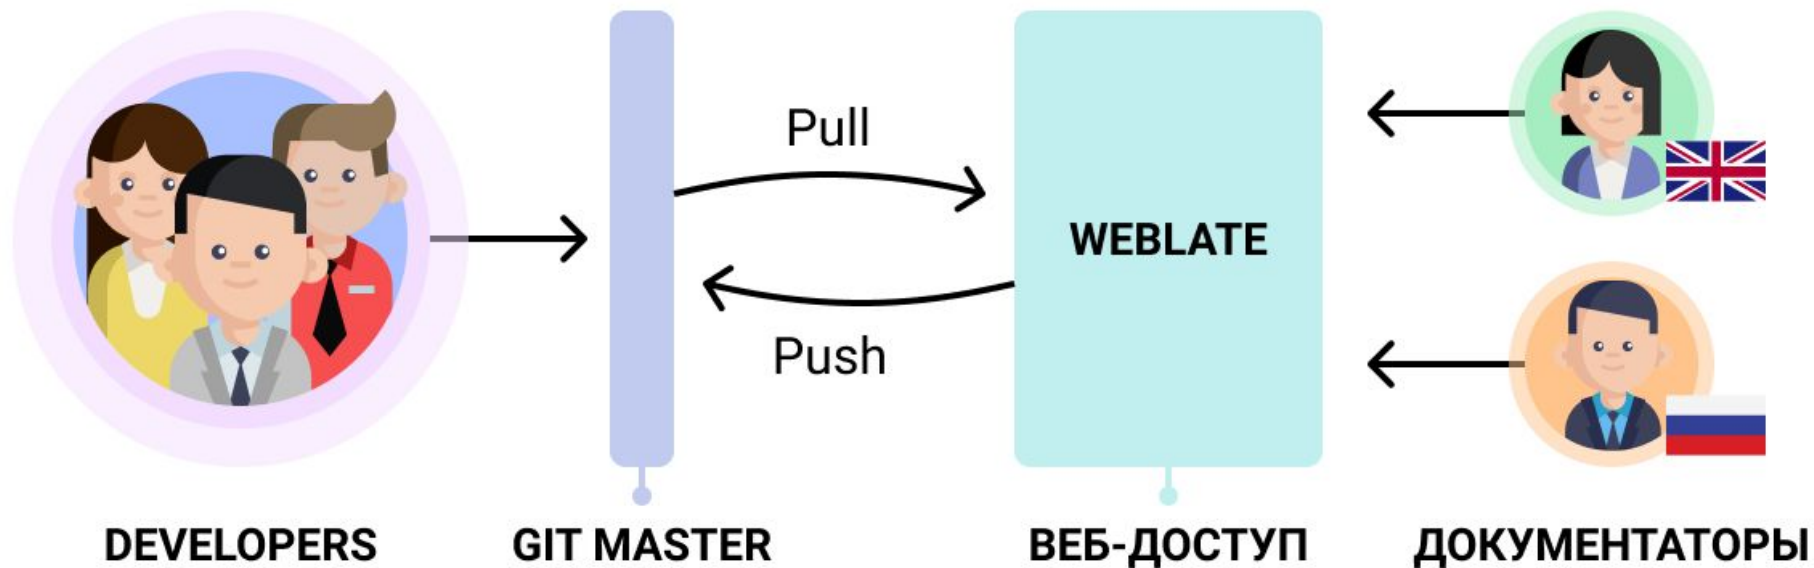 Pull
WEBLATE
Push
DEVELOPERS
GIT MASTER
ВЕБ-ДОСТУП
ДОКУМЕНТАТОРЫ